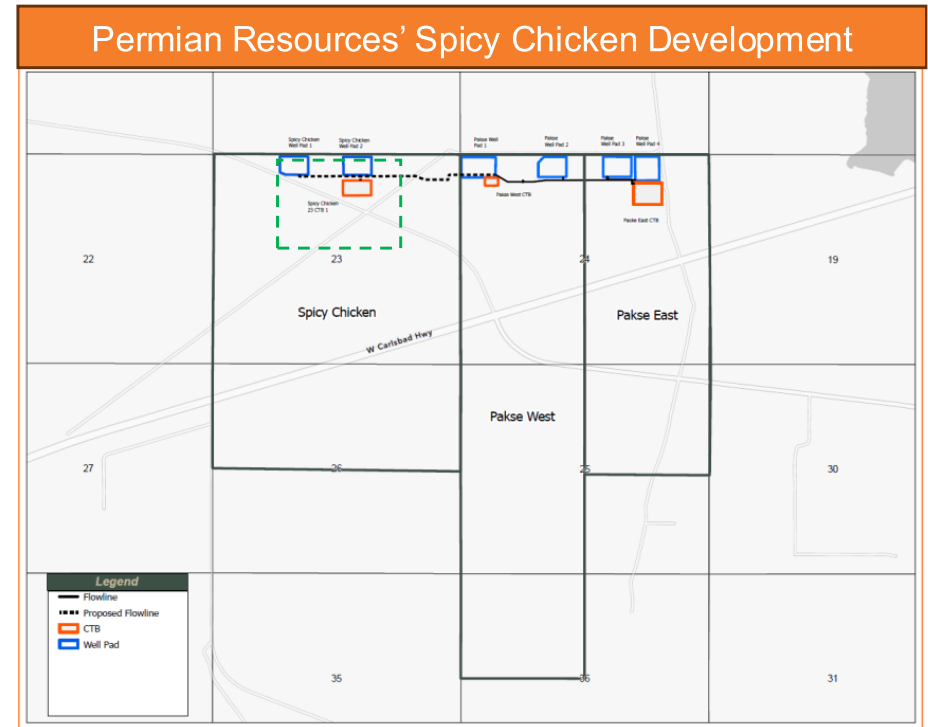 Permian Resources’ Spicy Chicken Development
Spicy Chicken
Well Pad 1
Spicy Chicken
Well Pad 2
Pakse Well
Pad 1
Pakse
Well Pad 2
Pakse
Well Pad 3
Pakse
Well Pad 4
Spicy Chicken
23 CTB 1
Pakse West CTB
Pakse East CTB
22
23
24
19
Spicy Chicken
Pakse East
W Carlsbad Hwy
Pakse West
27
26
25
30
Legend
Flowline
Proposed Flowline
CTB
Well Pad
35
36
31